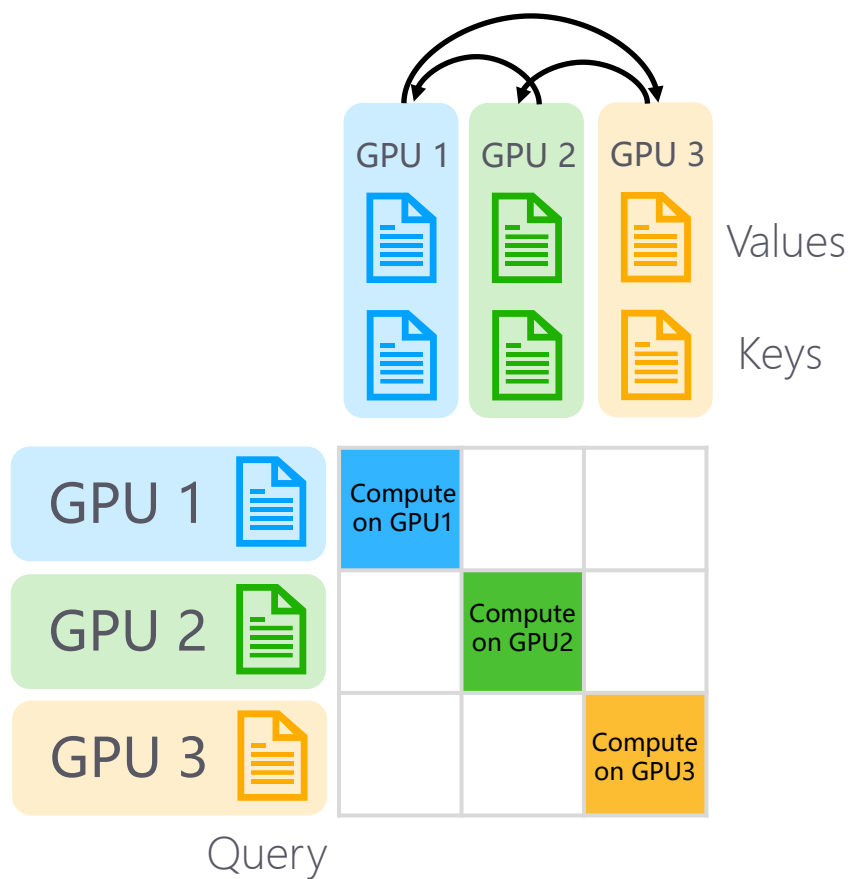 GPU 1 GPU 2 GPU 3
Values
Keys
GPU 1
Compute
on GPU1
GPU 2
Compute
on GPU2
GPU 3
Compute
on GPU3
Query